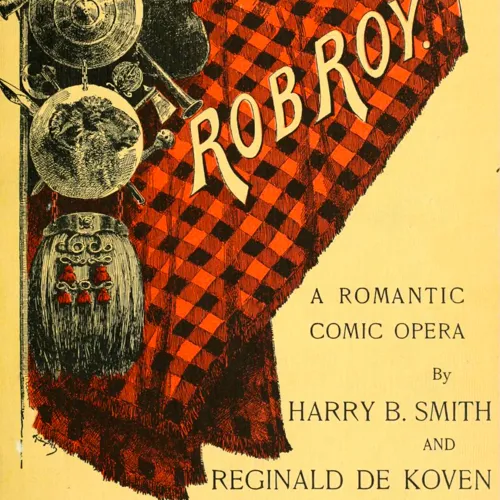 ROB ROY.
A ROMANTIC
COMIC OPERA
By
HARRY B. SMITH
AND
REGINALD DE KOVEN